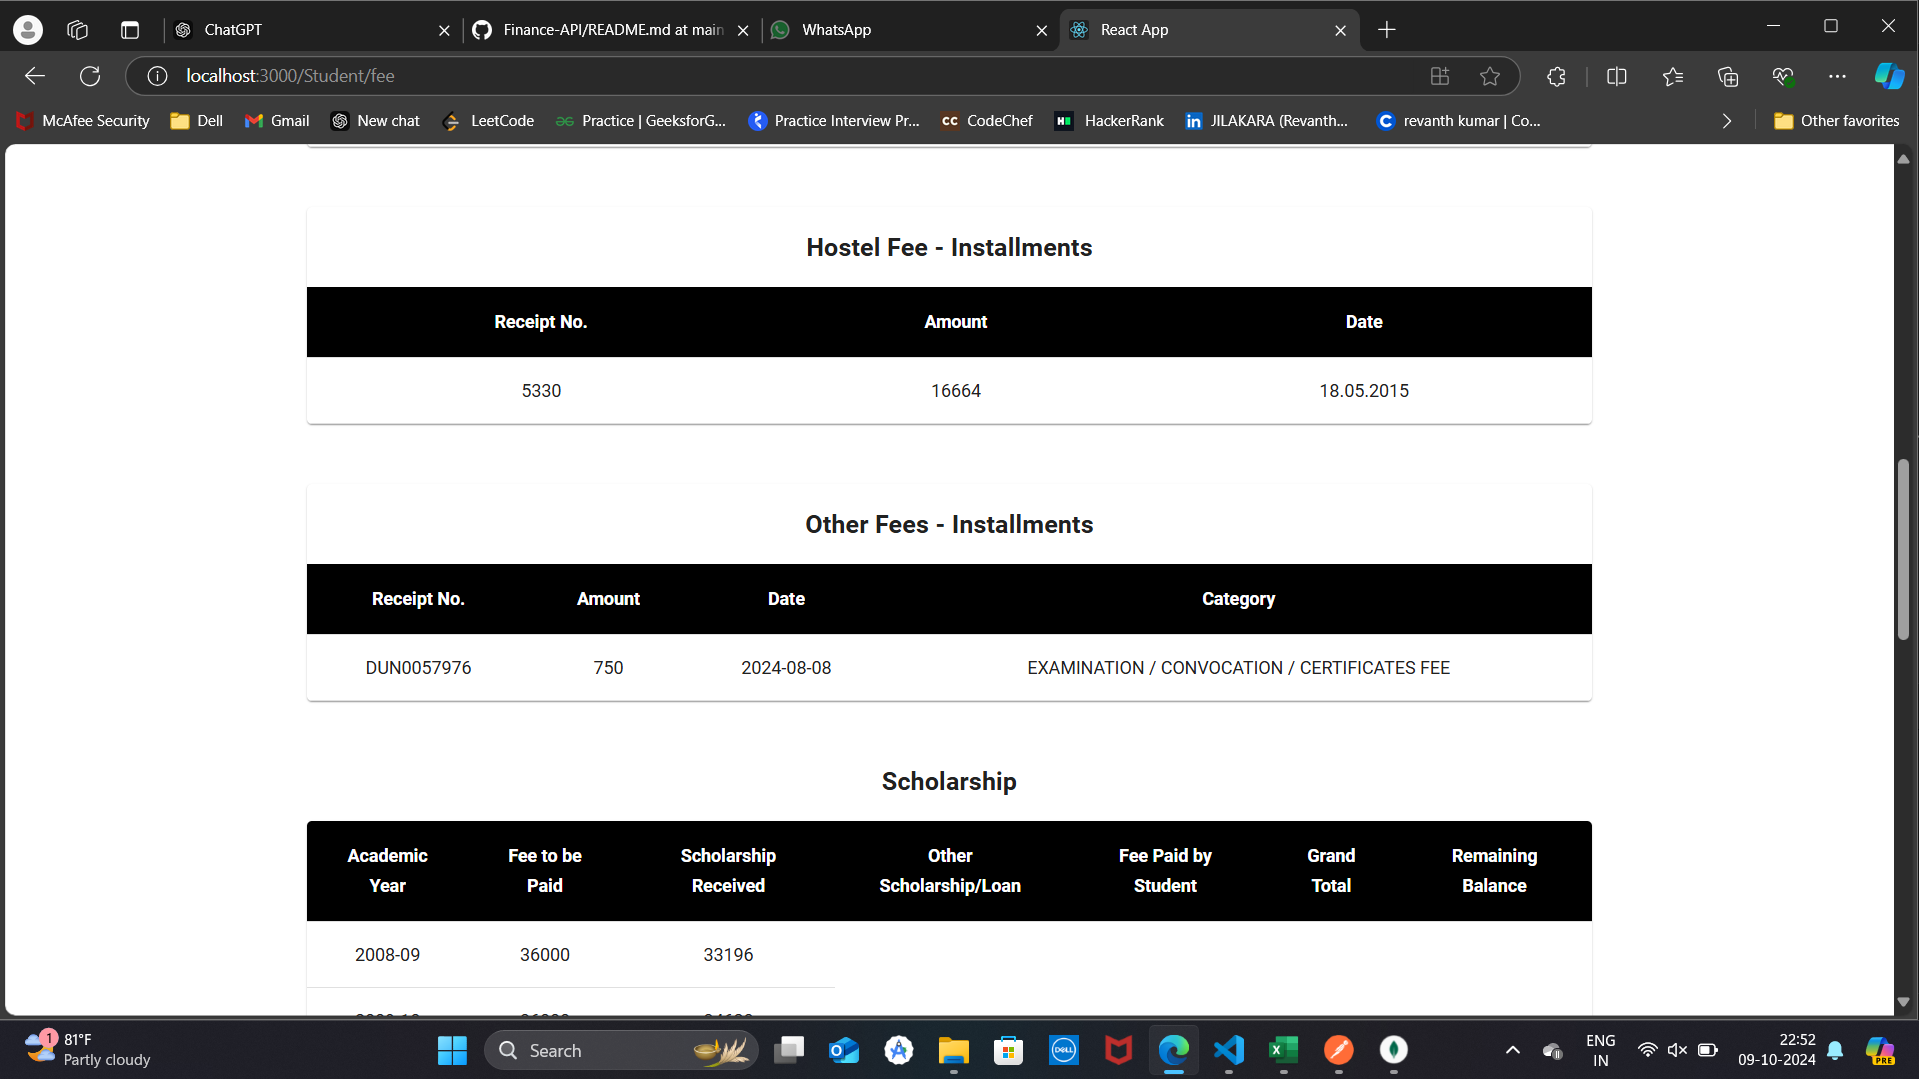 ChatGPT
Finance-API/README.md at main
WhatsApp
React App
localhost:3000/Student/fee
McAfee Security
Dell
Gmail
New chat
LeetCode
Practice | GeeksforG...
Practice Interview Pr...
CC CodeChef
HackerRank
in JILAKARA (Revanth...
C revanth kumar | Co...
Other favorites
Hostel Fee - Installments
Receipt No. Amount Date
5330 16664 18.05.2015
Other Fees - Installments
Receipt No. Amount Date Category
DUN0057976 750 2024-08-08 EXAMINATION / CONVOCATION / CERTIFICATES FEE
Scholarship
Academic Year Fee to be Paid Scholarship Received Other Scholarship/Loan Fee Paid by Student Grand Total Remaining Balance
2008-09 36000 33196
1
81°F
Partly cloudy
Search
DELL
ENG
IN
22:52
09-10-2024
PRE